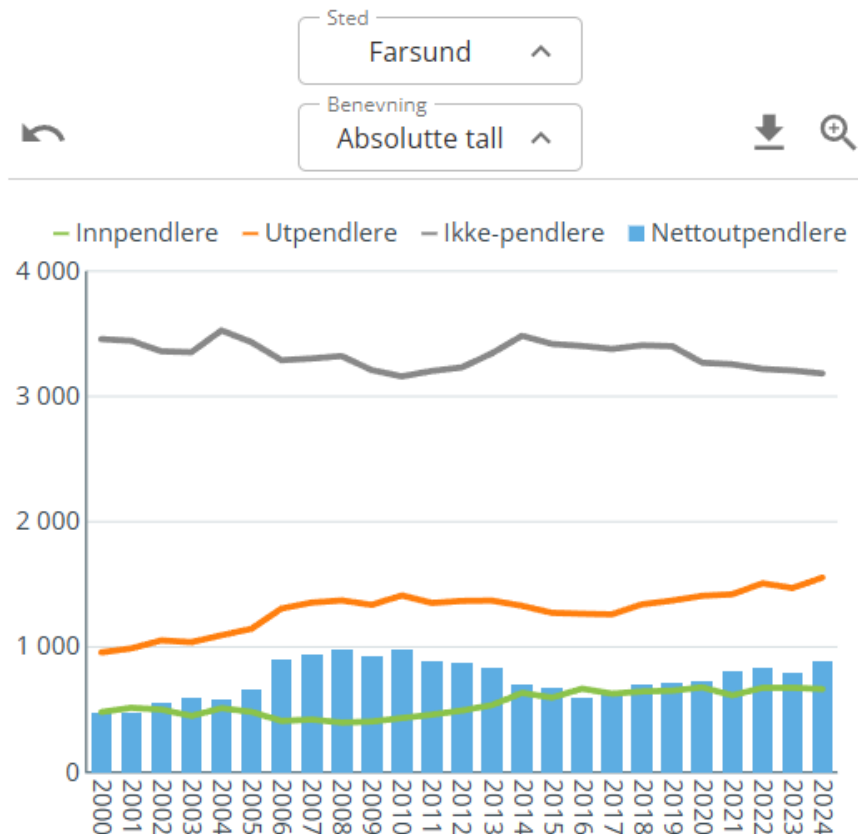 Sted
Farsund
Benevning
Absolutte tall
Innpendlere Utpendlere Ikke-pendlere Nettoutpendlere
4 000
3 000
2 000
1 000
0
2000 2001 2002 2003 2004 2005 2006 2007 2008 2009 2010 2011 2012 2013 2014 2015 2016 2017 2018 2019 2020 2021 2022 2023 2024